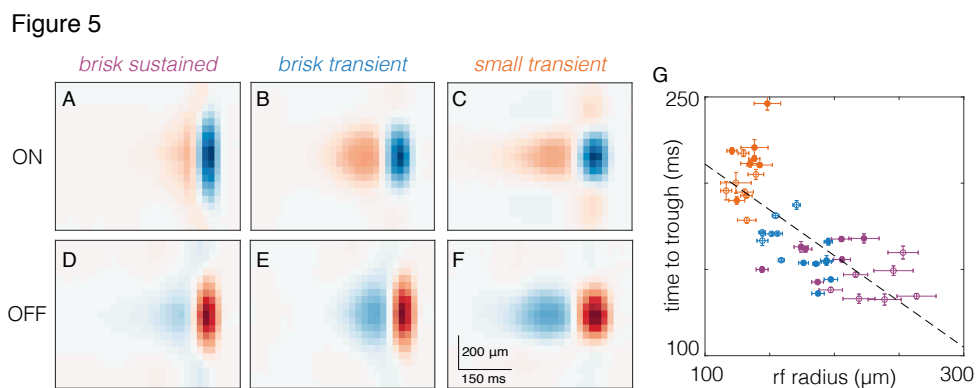 Figure 5
brisk sustained
brisk transient
small transient
ON
A
B
C
OFF
D
E
F
200 µm
150 ms
G
250
time to trough (ms)
100
100
rf radius (µm)
300